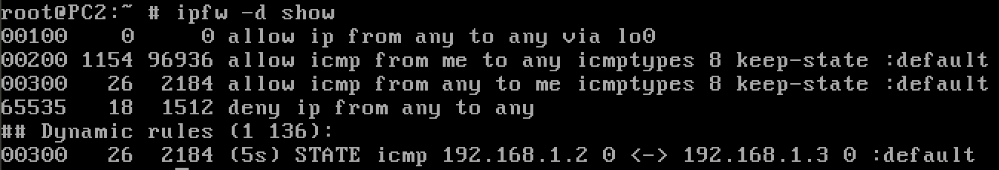 root@PC2:~ # ipfw -d show
00100    0     0 allow ip from any to any via lo0
00200 1154 96936 allow icmp from me to any icmptypes 8 keep-state :default
00300   26  2184 allow icmp from any to me icmptypes 8 keep-state :default
65535   18  1512 deny ip from any to any
## Dynamic rules (1 136):
00300   26  2184 (5s) STATE icmp 192.168.1.2 0 <-> 192.168.1.3 0 :default